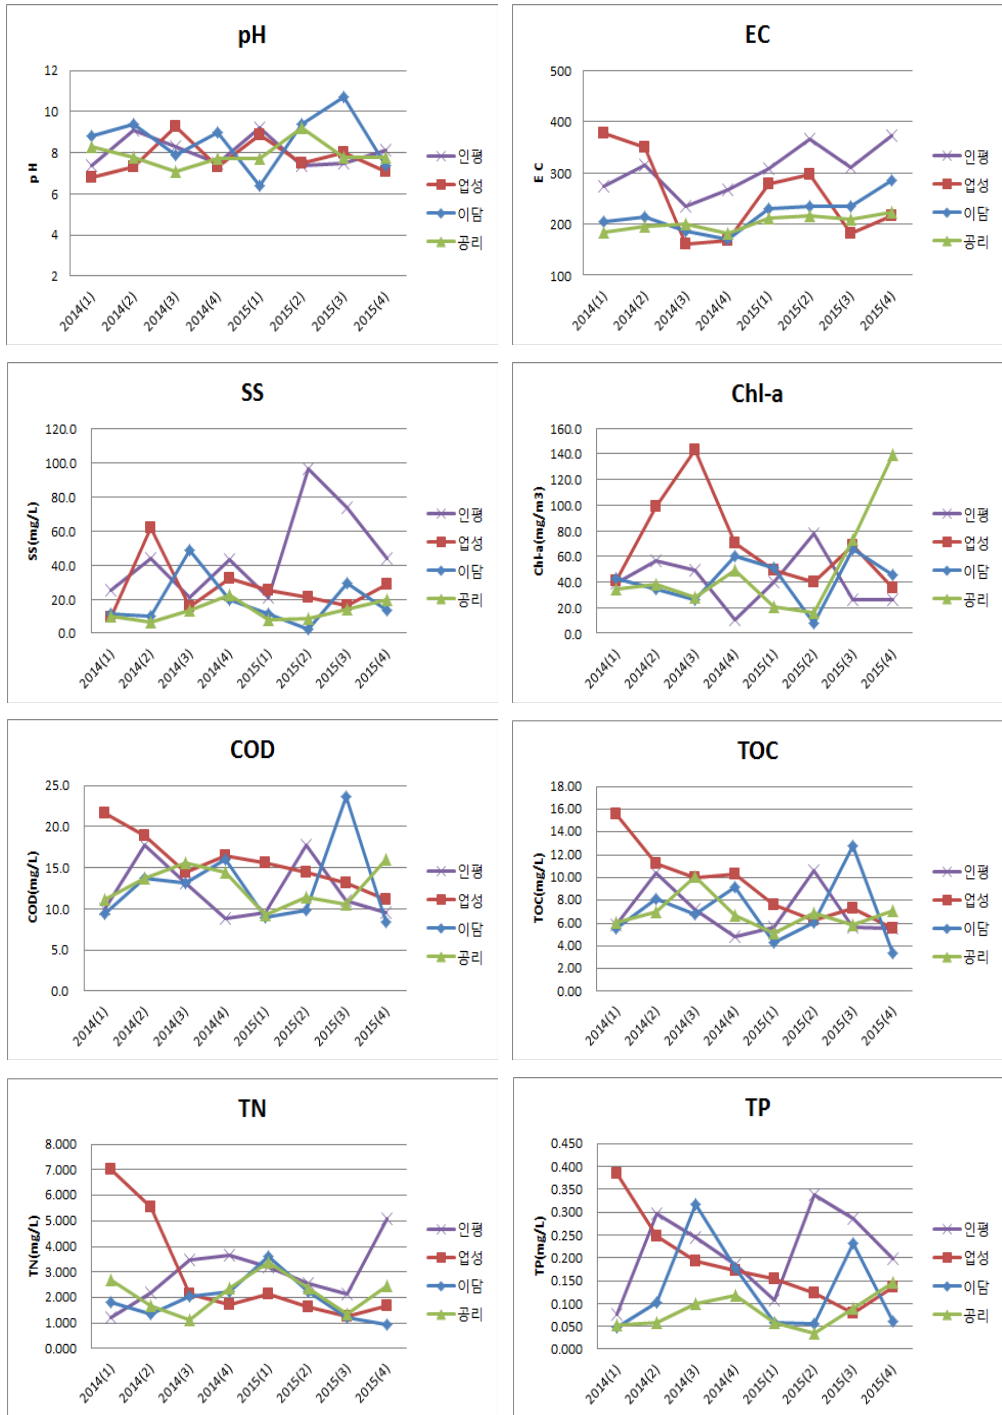 pH
12
10
8
6
4
2
p H
2014(1)
2014(2)
2014(3)
2014(4)
2015(1)
2015(2)
2015(3)
2015(4)
인평
업성
이담
공리
EC
500
400
300
200
100
E C
2014(1)
2014(2)
2014(3)
2014(4)
2015(1)
2015(2)
2015(3)
2015(4)
인평
업성
이담
공리
SS
120.0
100.0
80.0
60.0
40.0
20.0
0.0
SS(mg/L)
2014(1)
2014(2)
2014(3)
2014(4)
2015(1)
2015(2)
2015(3)
2015(4)
인평
업성
이담
공리
Chl-a
160.0
140.0
120.0
100.0
80.0
60.0
40.0
20.0
0.0
Chl-a(mg/m3)
2014(1)
2014(2)
2014(3)
2014(4)
2015(1)
2015(2)
2015(3)
2015(4)
인평
업성
이담
공리
COD
25.0
20.0
15.0
10.0
5.0
0.0
COD(mg/L)
2014(1)
2014(2)
2014(3)
2014(4)
2015(1)
2015(2)
2015(3)
2015(4)
인평
업성
이담
공리
TOC
18.00
16.00
14.00
12.00
10.00
8.00
6.00
4.00
2.00
0.00
TOC(mg/L)
2014(1)
2014(2)
2014(3)
2014(4)
2015(1)
2015(2)
2015(3)
2015(4)
인평
업성
이담
공리
TN
8.000
7.000
6.000
5.000
4.000
3.000
2.000
1.000
0.000
TN(mg/L)
2014(1)
2014(2)
2014(3)
2014(4)
2015(1)
2015(2)
2015(3)
2015(4)
인평
업성
이담
공리
TP
0.450
0.400
0.350
0.300
0.250
0.200
0.150
0.100
0.050
0.000
TP(mg/L)
2014(1)
2014(2)
2014(3)
2014(4)
2015(1)
2015(2)
2015(3)
2015(4)
인평
업성
이담
공리